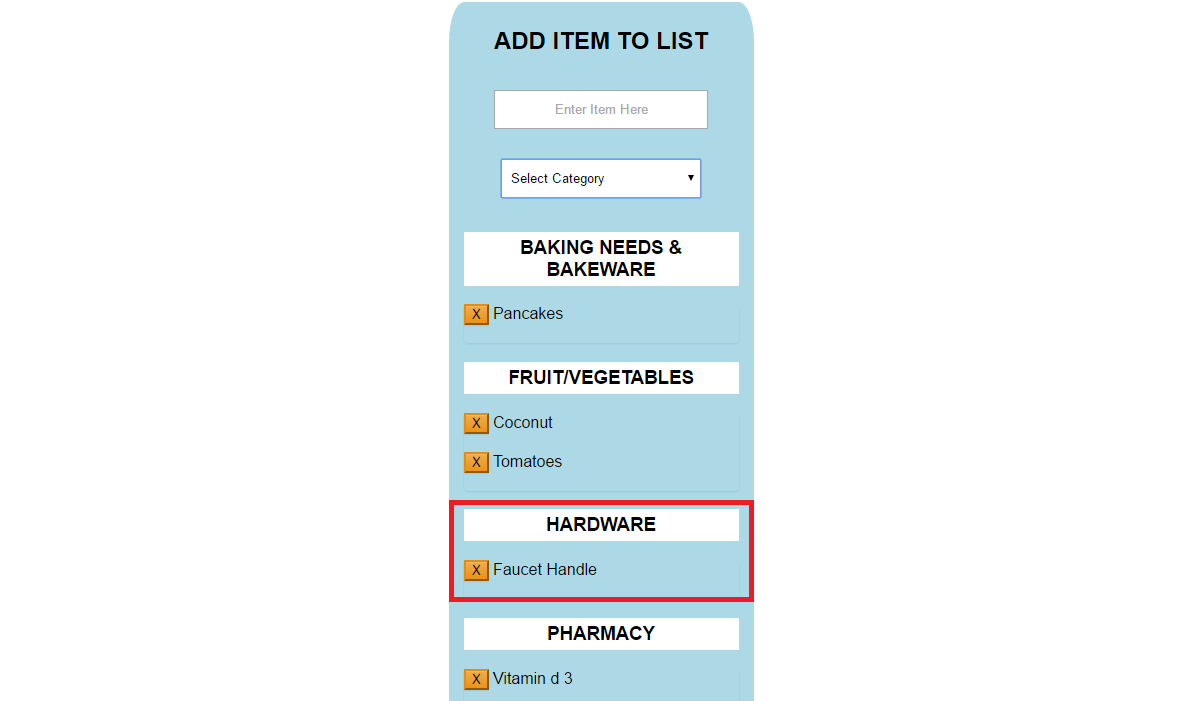 ADD ITEM TO LIST
Enter Item Here
Select Category
BAKING NEEDS &
BAKEWARE
X Pancakes
FRUIT/VEGETABLES
X Coconut
X Tomatoes
HARDWARE
X Faucet Handle
PHARMACY
X Vitamin d 3